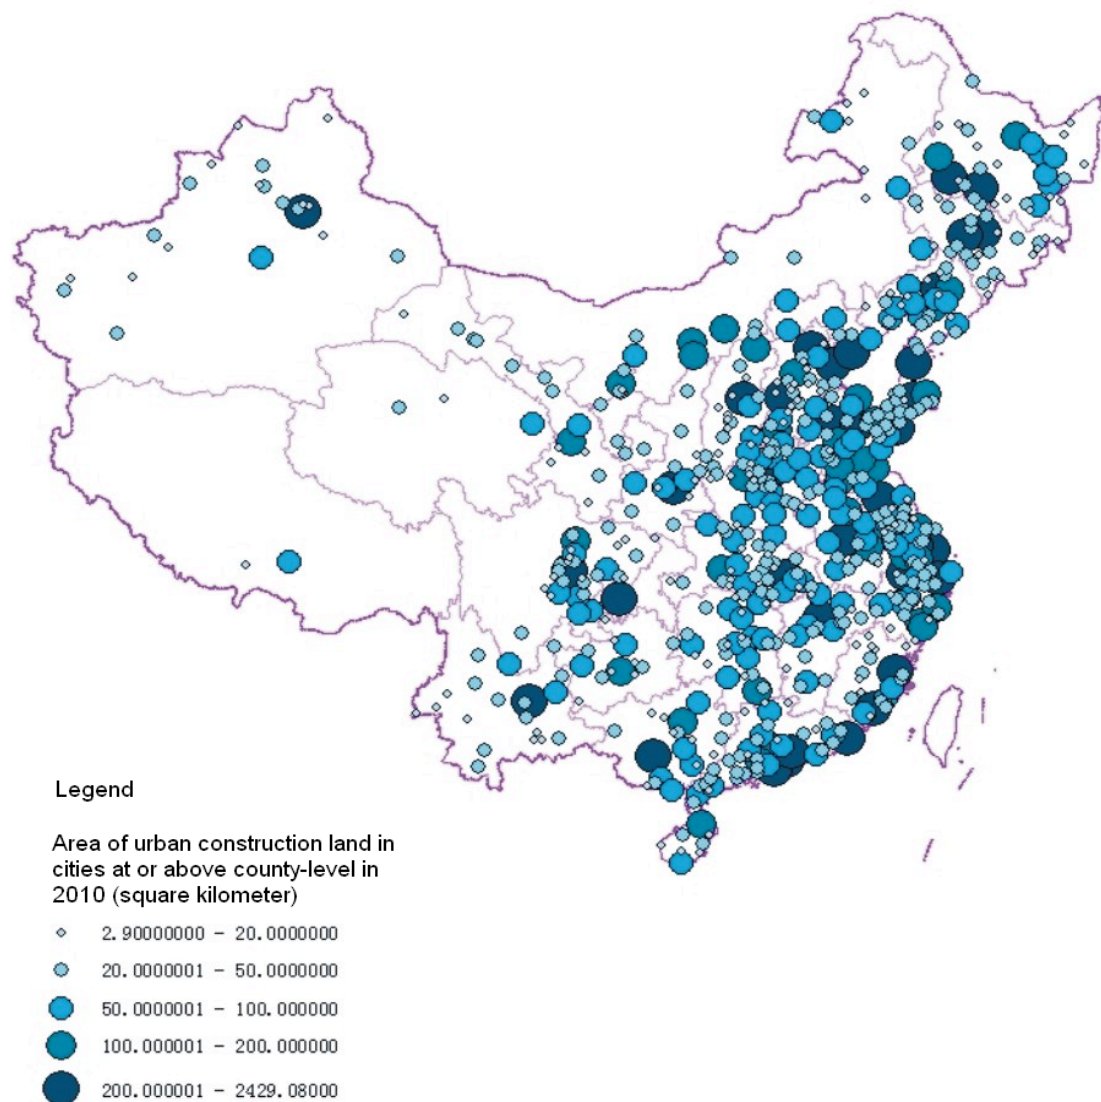 Legend
Area of urban construction land in
cities at or above county-level in
2010 (square kilometer)
2.90000000 - 20.0000000
20.0000001 - 50.0000000
50.0000001 - 100.000000
100.000001 - 200.000000
200.000001 - 2429.08000